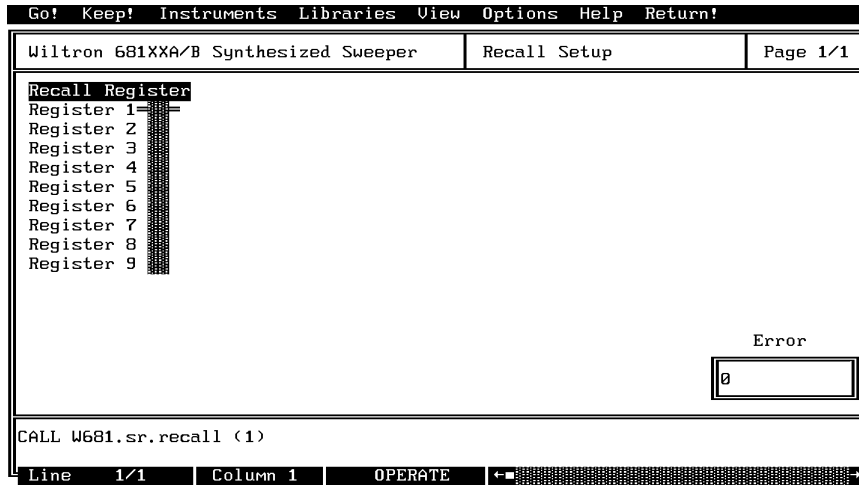 Go! Keep! Instruments Libraries View Options Help Return!
Wiltron 681XXA/B Synthesized Sweeper Recall Setup Page 1/1
Recall Register
Register 1
Register 2
Register 3
Register 4
Register 5
Register 6
Register 7
Register 8
Register 9
Error
0
CALL W681.sr.recall (1)
Line 1/1 Column 1 OPERATE